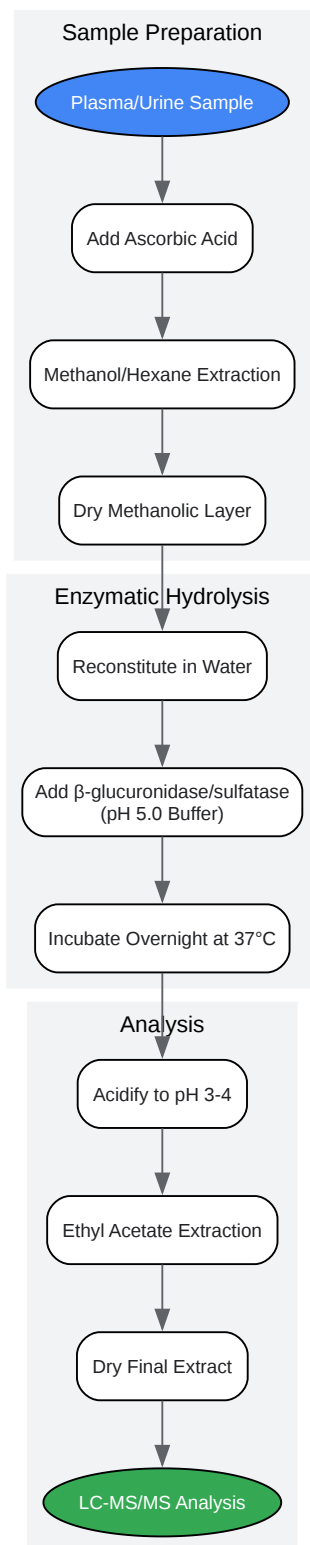 Sample Preparation
Plasma/Urine Sample
Add Ascorbic Acid
Methanol/Hexane Extraction
Dry Methanolic Layer
Enzymatic Hydrolysis
Reconstitute in Water
Add β-glucuronidase/sulfatase
(pH 5.0 Buffer)
Incubate Overnight at 37°C
Analysis
Acidify to pH 3-4
Ethyl Acetate Extraction
Dry Final Extract
LC-MS/MS Analysis